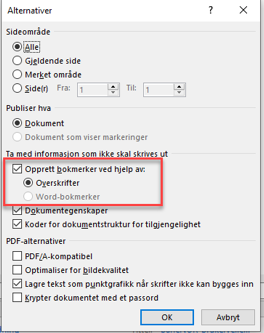 Alternativer
Sideområde
Alle
Gjeldende side
Merket område
Side(r) Fra: 1 Til: 1
Publiser hva
Dokument
Dokument som viser markeringer
Ta med informasjon som ikke skal skrives ut
Opprett bokmerker ved hjelp av:
Overskrifter
Word-bokmerker
Dokumentegenskaper
Koder for dokumentstruktur for tilgjengelighet
PDF-alternativer
PDF/A-kompatibel
Optimaliser for bildekvalitet
Lagre tekst som punktgrafikk når skrifter ikke kan bygges inn
Krypter dokumentet med et passord
OK Avbryt